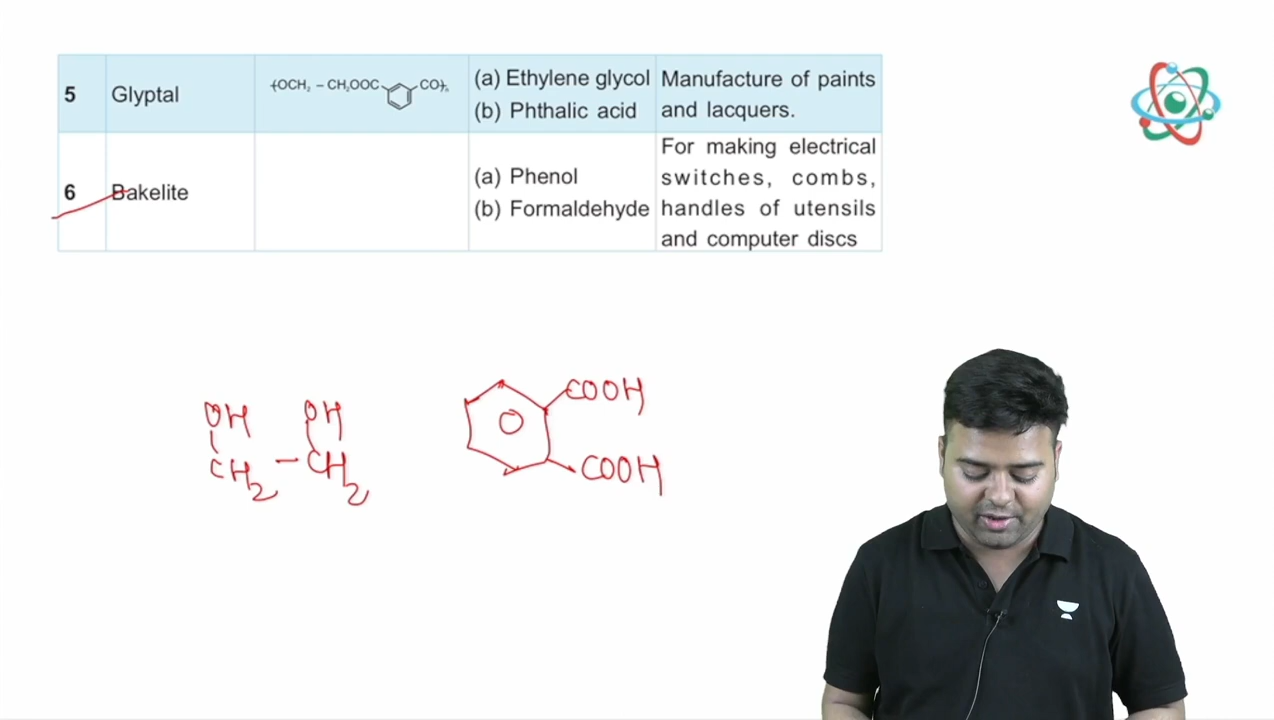 5 Glyptal (OCH₂ – CH₂OOC CO)ₙ (a) Ethylene glycol Manufacture of paints
(b) Phthalic acid and lacquers.
6 Bakelite (a) Phenol For making electrical
(b) Formaldehyde switches, combs,
handles of utensils
and computer discs
OH OH COOH
CH₂ – CH₂ COOH